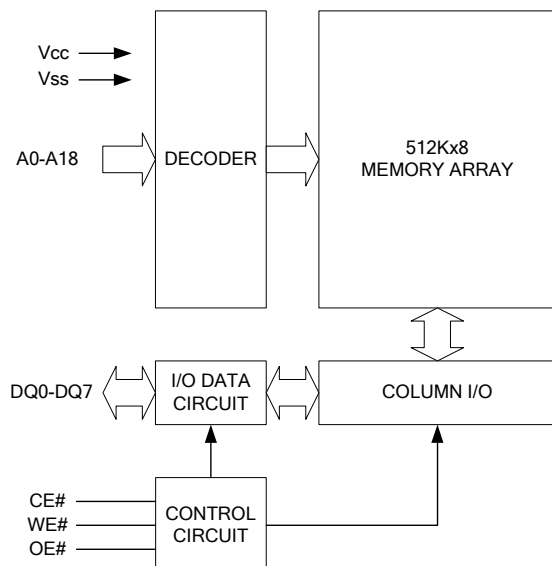 Vcc
Vss
A0-A18
DECODER
512Kx8
MEMORY ARRAY
DQ0-DQ7
I/O DATA
CIRCUIT
COLUMN I/O
CE#
WE#
OE#
CONTROL
CIRCUIT